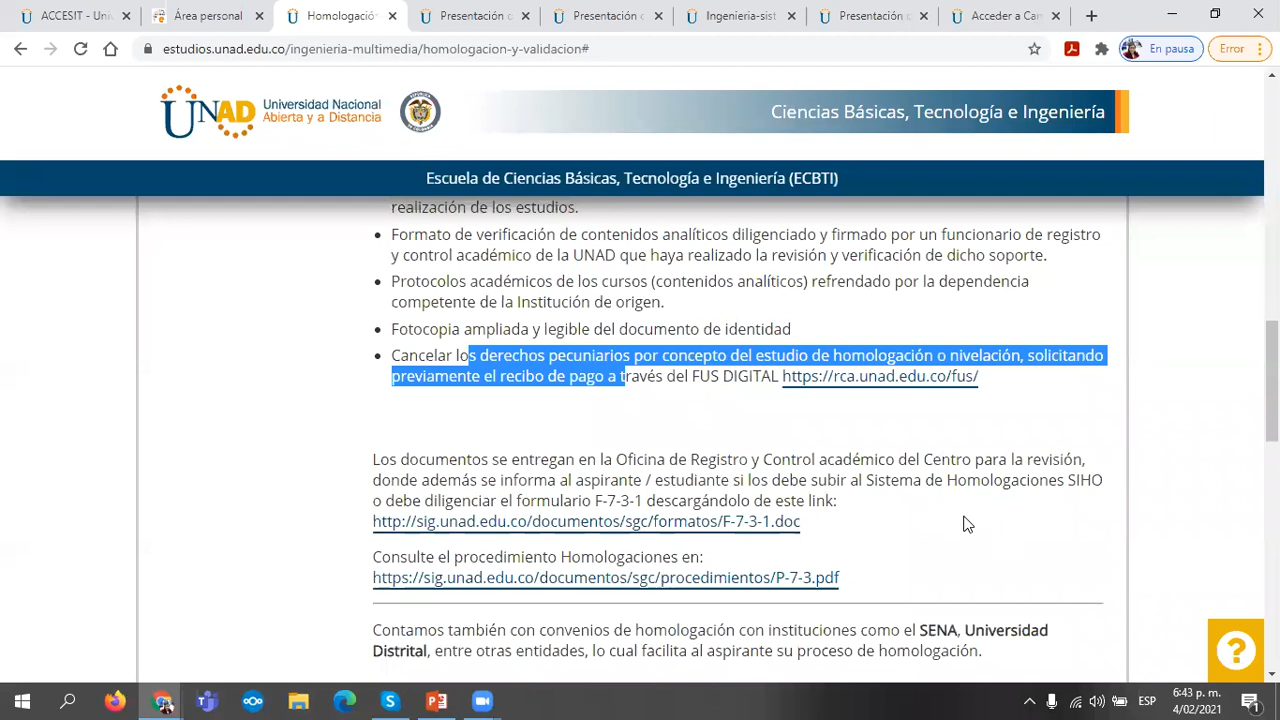 ACCESIT - Univ
Área personal
Homologació
Presentación c
Presentación c
Ingenieria-sist
Presentación c
Acceder a Cam
estudios.unad.edu.co/ingenieria-multimedia/homologacion-y-validacion#
En pausa
Error
UNAD Universidad Nacional
Abierta y a Distancia
Ciencias Básicas, Tecnología e Ingeniería
Escuela de Ciencias Básicas, Tecnología e Ingeniería (ECBTI)
realización de los estudios.
• Formato de verificación de contenidos analíticos diligenciado y firmado por un funcionario de registro
y control académico de la UNAD que haya realizado la revisión y verificación de dicho soporte.
• Protocolos académicos de los cursos (contenidos analíticos) refrendado por la dependencia
competente de la Institución de origen.
• Fotocopia ampliada y legible del documento de identidad
• Cancelar los derechos pecuniarios por concepto del estudio de homologación o nivelación, solicitando
previamente el recibo de pago a través del FUS DIGITAL https://rca.unad.edu.co/fus/
Los documentos se entregan en la Oficina de Registro y Control académico del Centro para la revisión,
donde además se informa al aspirante / estudiante si los debe subir al Sistema de Homologaciones SIHO
o debe diligenciar el formulario F-7-3-1 descargándolo de este link:
http://sig.unad.edu.co/documentos/sgc/formatos/F-7-3-1.doc
Consulte el procedimiento Homologaciones en:
https://sig.unad.edu.co/documentos/sgc/procedimientos/P-7-3.pdf
Contamos también con convenios de homologación con instituciones como el SENA, Universidad
Distrital, entre otras entidades, lo cual facilita al aspirante su proceso de homologación.
ESP
6:43 p. m.
4/02/2021